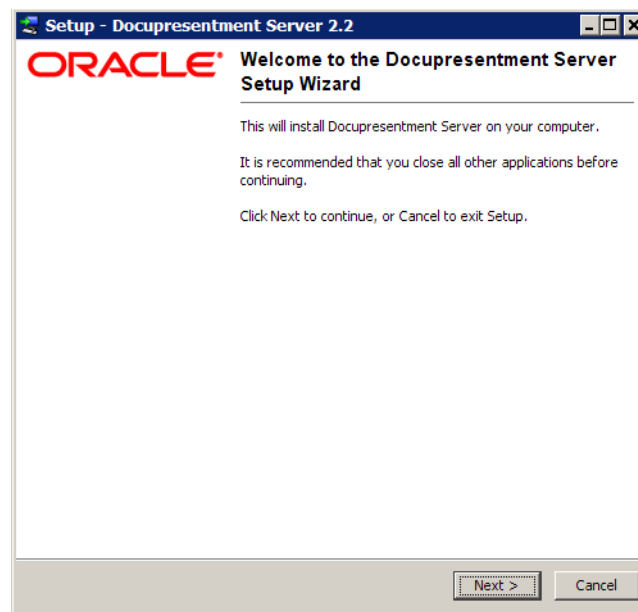 Setup - Docupresentment Server 2.2
ORACLE®
Welcome to the Docupresentment Server
Setup Wizard
This will install Docupresentment Server on your computer.
It is recommended that you close all other applications before
continuing.
Click Next to continue, or Cancel to exit Setup.
Next >
Cancel